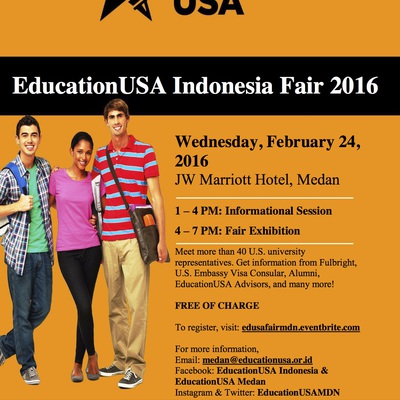 USA
EducationUSA Indonesia Fair 2016
Wednesday, February 24,
2016
JW Marriott Hotel, Medan
1 – 4 PM: Informational Session
4 – 7 PM: Fair Exhibition
Meet more than 40 U.S. university
representatives. Get information from Fulbright,
U.S. Embassy Visa Consular, Alumni,
EducationUSA Advisors, and many more!
FREE OF CHARGE
To register, visit: edusafairmdn.eventbrite.com
For more information,
Email: medan@educationusa.or.id
Facebook: EducationUSA Indonesia &
EducationUSA Medan
Instagram & Twitter: EducationUSAMDN